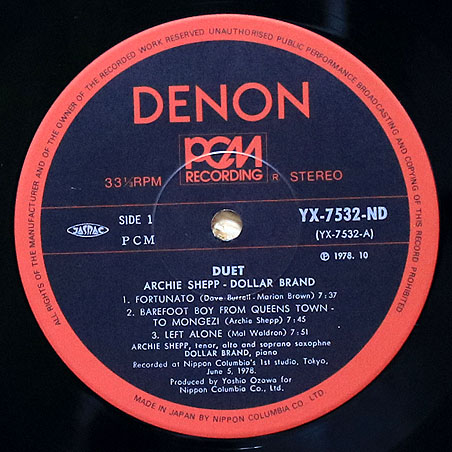 ALL RIGHTS OF THE MANUFACTURER AND OF THE OWNER OF THE RECORDED WORK RESERVED UNAUTHORISED PUBLIC PERFORMANCE BROADCASTING AND COPYING OF THIS RECORD PROHIBITED
DENON
PCM
RECORDING
33⅓RPM
R STEREO
SIDE 1
YX-7532-ND
JASRAC
PCM
(YX-7532-A)
Ⓟ 1978. 10
DUET
ARCHIE SHEPP - DOLLAR BRAND
1. FORTUNATO (Dave Burrell - Marion Brown) 7:37
2. BAREFOOT BOY FROM QUEENS TOWN -
TO MONGEZI (Archie Shepp) 7:45
3. LEFT ALONE (Mal Waldron) 7:51
ARCHIE SHEPP, tenor, alto and soprano saxophne
DOLLAR BRAND, piano
Recorded at Nippon Columbia's 1st studio, Tokyo,
June 5, 1978.
Produced by Yoshio Ozawa for
Nippon Columbia Co., Ltd.
MADE IN JAPAN BY NIPPON COLUMBIA CO. LTD.